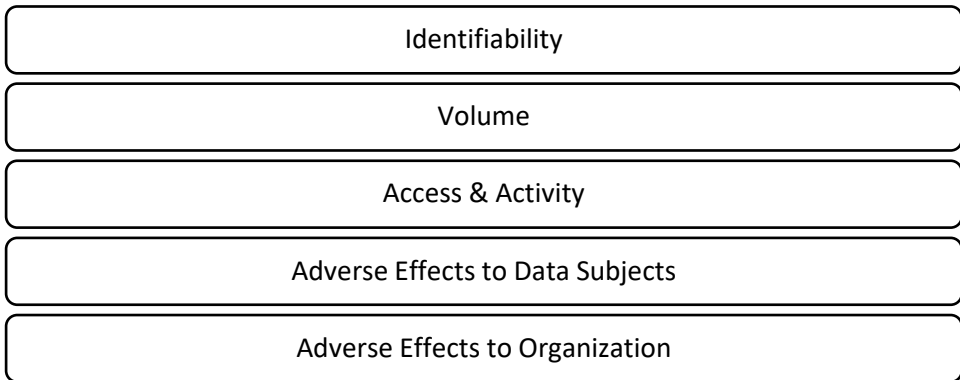 Identifiability
Volume
Access & Activity
Adverse Effects to Data Subjects
Adverse Effects to Organization